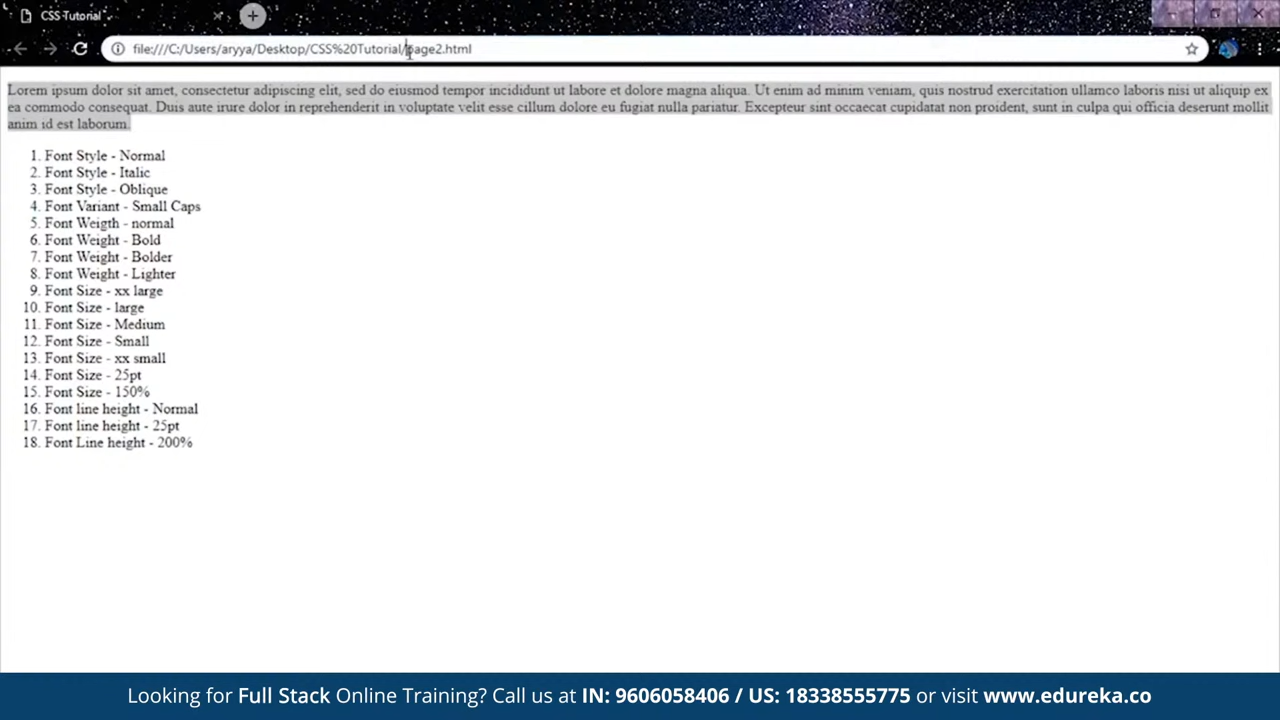 CSS Tutorial
file:///C:/Users/aryya/Desktop/CSS%20Tutorial/page2.html
Lorem ipsum dolor sit amet, consectetur adipiscing elit, sed do eiusmod tempor incididunt ut labore et dolore magna aliqua. Ut enim ad minim veniam, quis nostrud exercitation ullamco laboris nisi ut aliquip ex
ea commodo consequat. Duis aute irure dolor in reprehenderit in voluptate velit esse cillum dolore eu fugiat nulla pariatur. Excepteur sint occaecat cupidatat non proident, sunt in culpa qui officia deserunt mollit
anim id est laborum.
1. Font Style - Normal
2. Font Style - Italic
3. Font Style - Oblique
4. Font Variant - Small Caps
5. Font Weigth - normal
6. Font Weight - Bold
7. Font Weight - Bolder
8. Font Weight - Lighter
9. Font Size - xx large
10. Font Size - large
11. Font Size - Medium
12. Font Size - Small
13. Font Size - xx small
14. Font Size - 25pt
15. Font Size - 150%
16. Font line height - Normal
17. Font line height - 25pt
18. Font Line height - 200%
Looking for Full Stack Online Training? Call us at IN: 9606058406 / US: 18338555775 or visit www.edureka.co